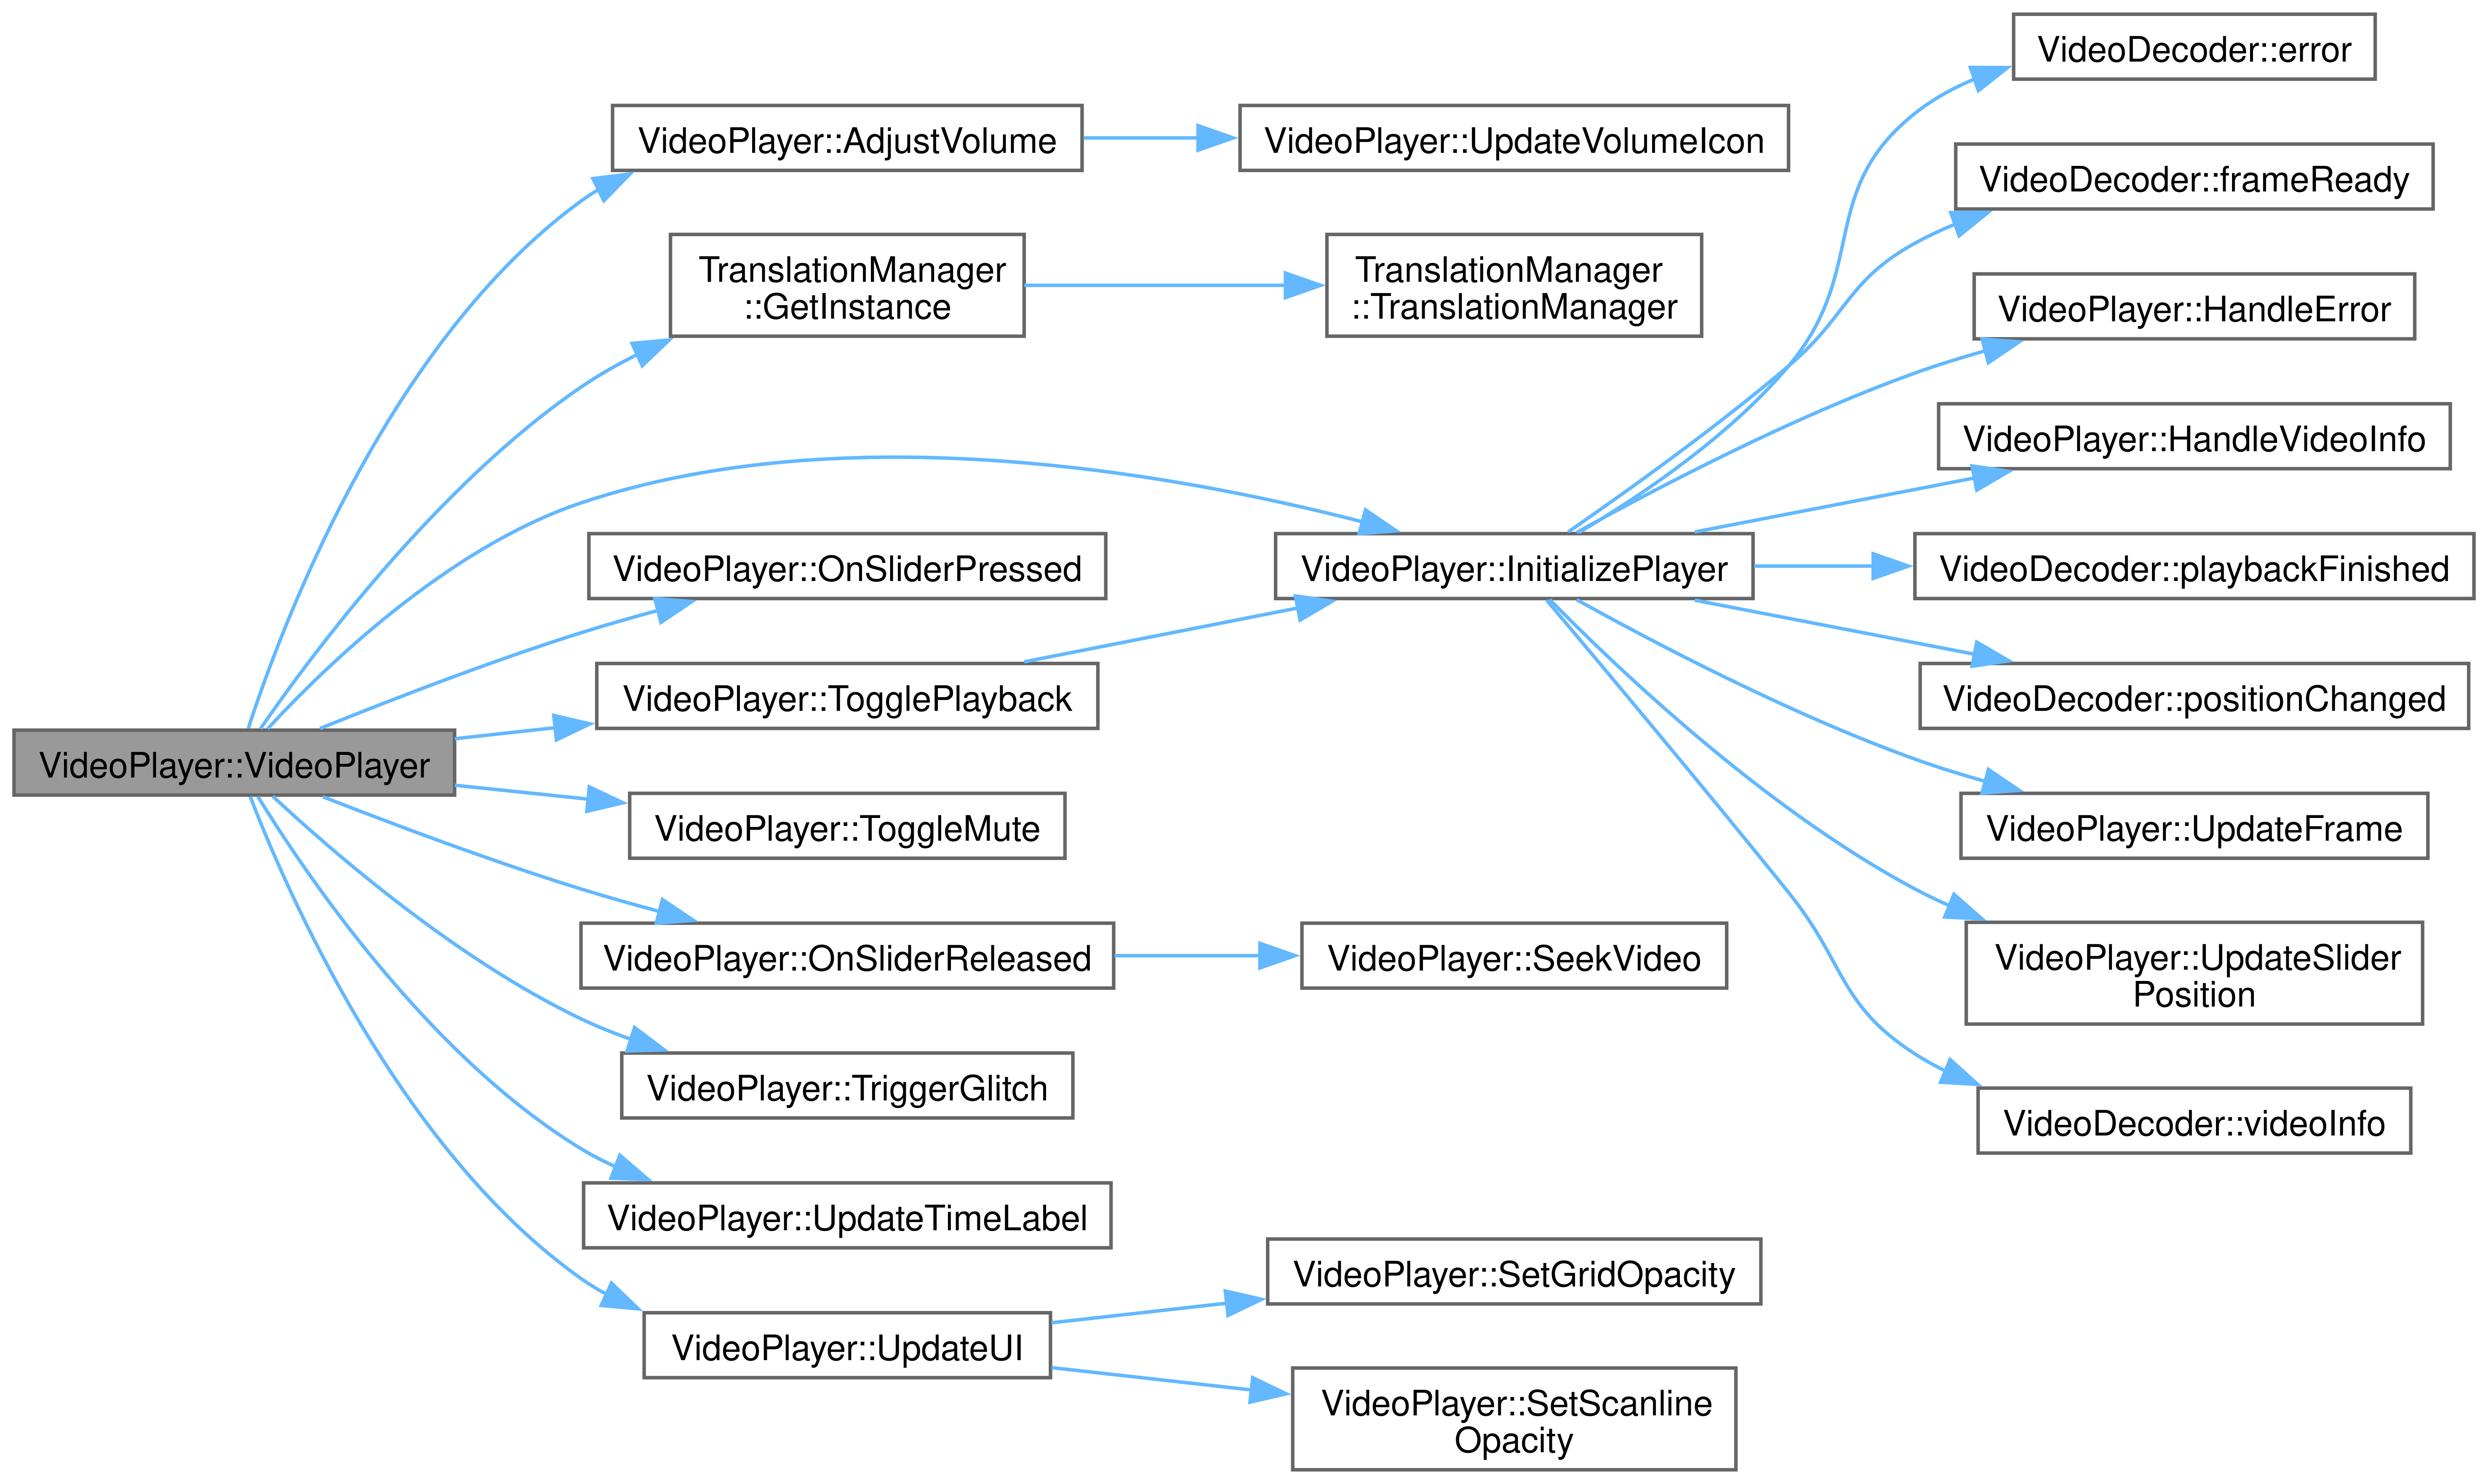 VideoPlayer::VideoPlayer
VideoPlayer::AdjustVolume
VideoPlayer::UpdateVolumeIcon
TranslationManager
::GetInstance
TranslationManager
::TranslationManager
VideoPlayer::InitializePlayer
VideoPlayer::OnSliderPressed
VideoPlayer::TogglePlayback
VideoPlayer::ToggleMute
VideoPlayer::OnSliderReleased
VideoPlayer::SeekVideo
VideoPlayer::TriggerGlitch
VideoPlayer::UpdateTimeLabel
VideoPlayer::UpdateUI
VideoPlayer::SetGridOpacity
VideoPlayer::SetScanline
Opacity
VideoDecoder::error
VideoDecoder::frameReady
VideoPlayer::HandleError
VideoPlayer::HandleVideoInfo
VideoDecoder::playbackFinished
VideoDecoder::positionChanged
VideoPlayer::UpdateFrame
VideoPlayer::UpdateSlider
Position
VideoDecoder::videoInfo